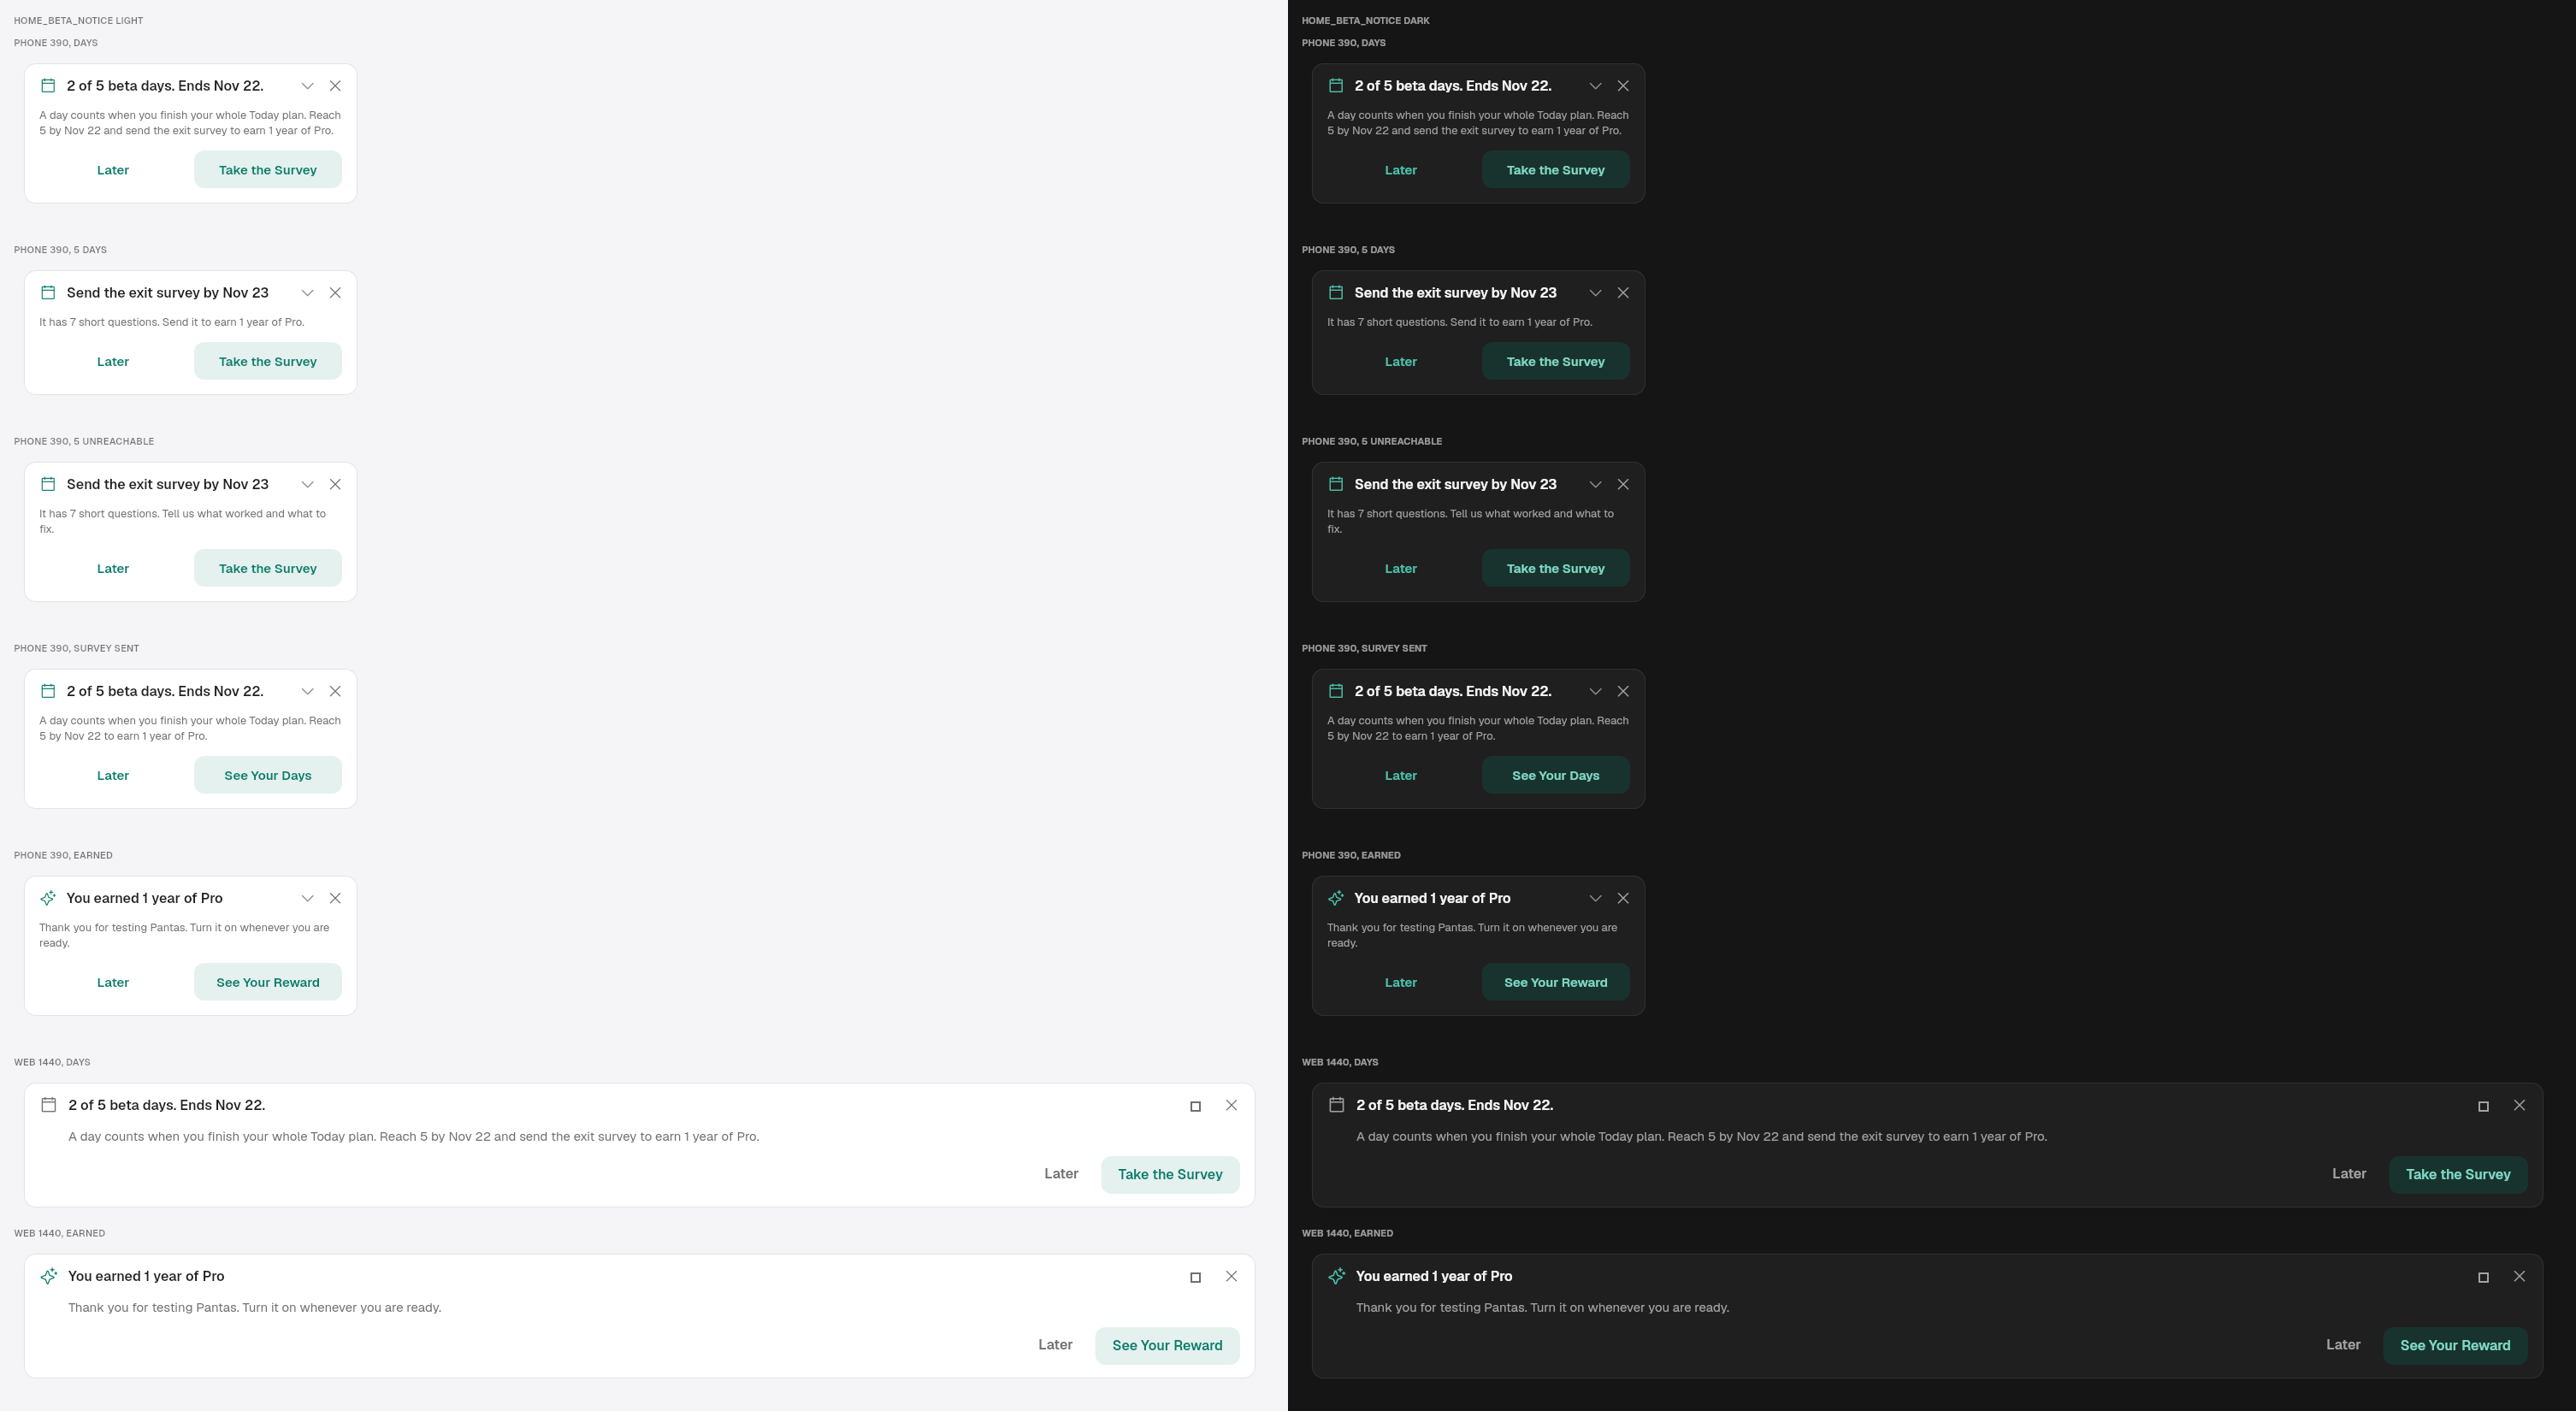 HOME_BETA_NOTICE LIGHT
PHONE 390, DAYS
2 of 5 beta days. Ends Nov 22.
A day counts when you finish your whole Today plan. Reach
5 by Nov 22 and send the exit survey to earn 1 year of Pro.
Later
Take the Survey
PHONE 390, 5 DAYS
Send the exit survey by Nov 23
It has 7 short questions. Send it to earn 1 year of Pro.
Later
Take the Survey
PHONE 390, 5 UNREACHABLE
Send the exit survey by Nov 23
It has 7 short questions. Tell us what worked and what to
fix.
Later
Take the Survey
PHONE 390, SURVEY SENT
2 of 5 beta days. Ends Nov 22.
A day counts when you finish your whole Today plan. Reach
5 by Nov 22 to earn 1 year of Pro.
Later
See Your Days
PHONE 390, EARNED
You earned 1 year of Pro
Thank you for testing Pantas. Turn it on whenever you are
ready.
Later
See Your Reward
WEB 1440, DAYS
2 of 5 beta days. Ends Nov 22.
A day counts when you finish your whole Today plan. Reach 5 by Nov 22 and send the exit survey to earn 1 year of Pro.
Later
Take the Survey
WEB 1440, EARNED
You earned 1 year of Pro
Thank you for testing Pantas. Turn it on whenever you are ready.
Later
See Your Reward
HOME_BETA_NOTICE DARK
PHONE 390, DAYS
2 of 5 beta days. Ends Nov 22.
A day counts when you finish your whole Today plan. Reach
5 by Nov 22 and send the exit survey to earn 1 year of Pro.
Later
Take the Survey
PHONE 390, 5 DAYS
Send the exit survey by Nov 23
It has 7 short questions. Send it to earn 1 year of Pro.
Later
Take the Survey
PHONE 390, 5 UNREACHABLE
Send the exit survey by Nov 23
It has 7 short questions. Tell us what worked and what to
fix.
Later
Take the Survey
PHONE 390, SURVEY SENT
2 of 5 beta days. Ends Nov 22.
A day counts when you finish your whole Today plan. Reach
5 by Nov 22 to earn 1 year of Pro.
Later
See Your Days
PHONE 390, EARNED
You earned 1 year of Pro
Thank you for testing Pantas. Turn it on whenever you are
ready.
Later
See Your Reward
WEB 1440, DAYS
2 of 5 beta days. Ends Nov 22.
A day counts when you finish your whole Today plan. Reach 5 by Nov 22 and send the exit survey to earn 1 year of Pro.
Later
Take the Survey
WEB 1440, EARNED
You earned 1 year of Pro
Thank you for testing Pantas. Turn it on whenever you are ready.
Later
See Your Reward